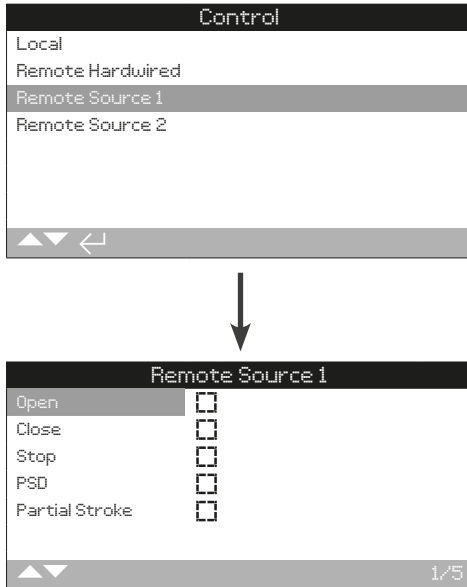 Control
Local
Remote Hardwired
Remote Source 1
Remote Source 2
Remote Source 1
Open
Close
Stop
PSD
Partial Stroke
1/5